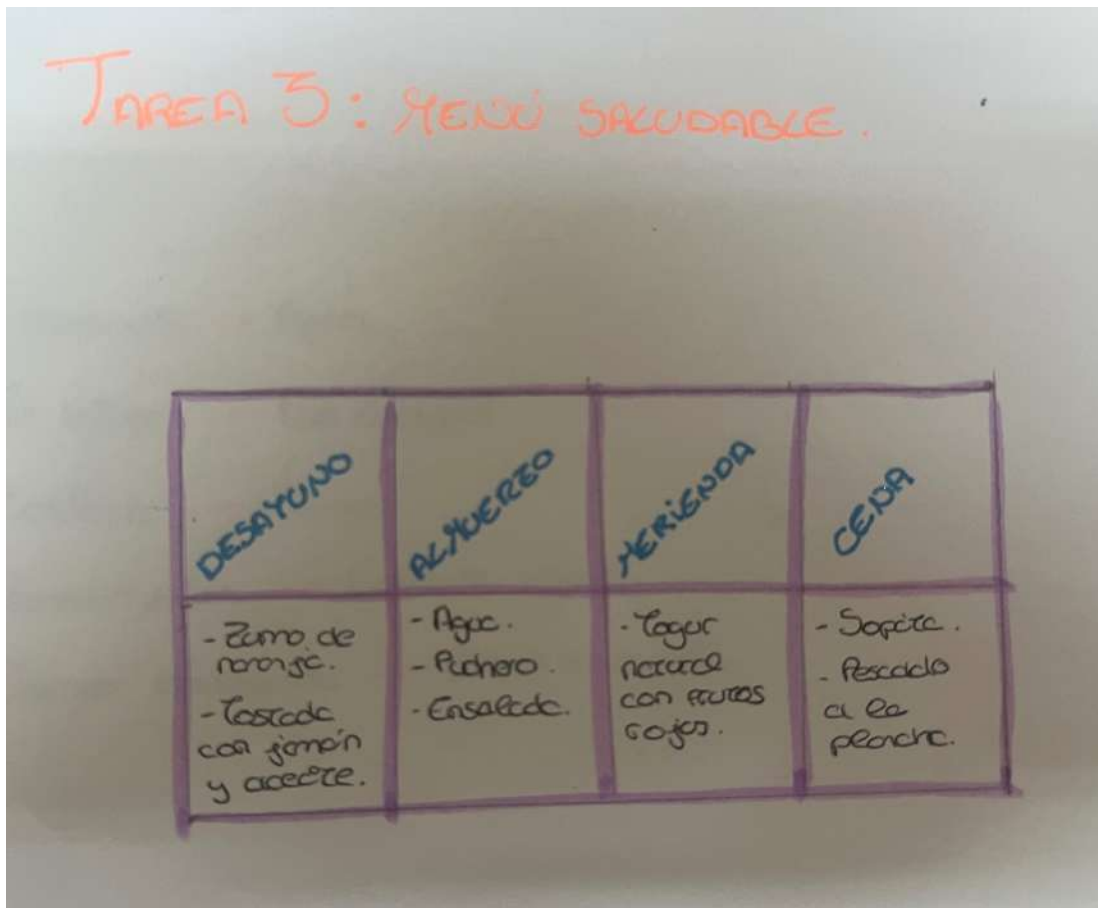 TAREA 3: MENÚ SALUDABLE.
DESAYUNO
ALMUERZO
MERIENDA
CENA
- Zumo de
naranja.
- Tostada
con jamón
y aceite.
- Agua.
- Puchero.
- Ensalada.
- Yogur
natural
con frutos
rojos.
- Sopita.
- Pescado
a la
plancha.